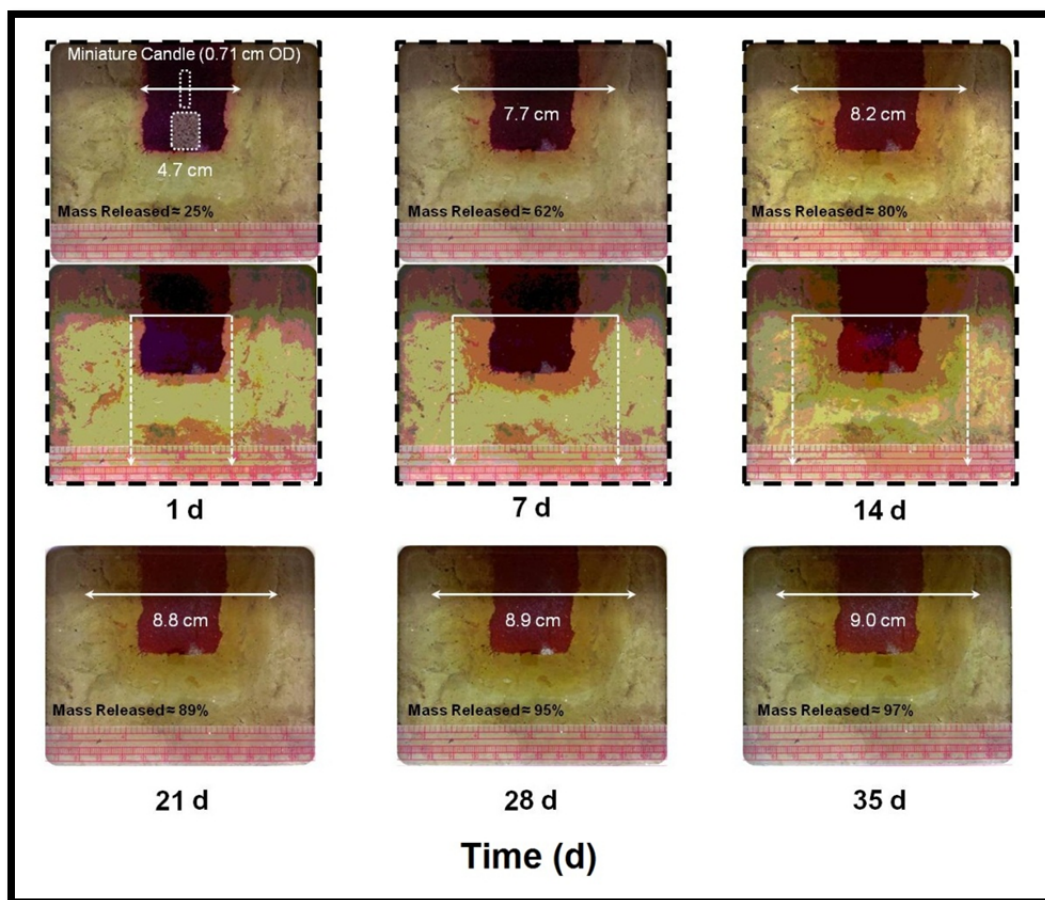 Miniature Candle (0.71 cm OD)
4.7 cm
Mass Released ≈ 25%
7.7 cm
Mass Released ≈ 62%
8.2 cm
Mass Released ≈ 80%
1 d
7 d
14 d
8.8 cm
Mass Released ≈ 89%
8.9 cm
Mass Released ≈ 95%
9.0 cm
Mass Released ≈ 97%
21 d
28 d
35 d
Time (d)